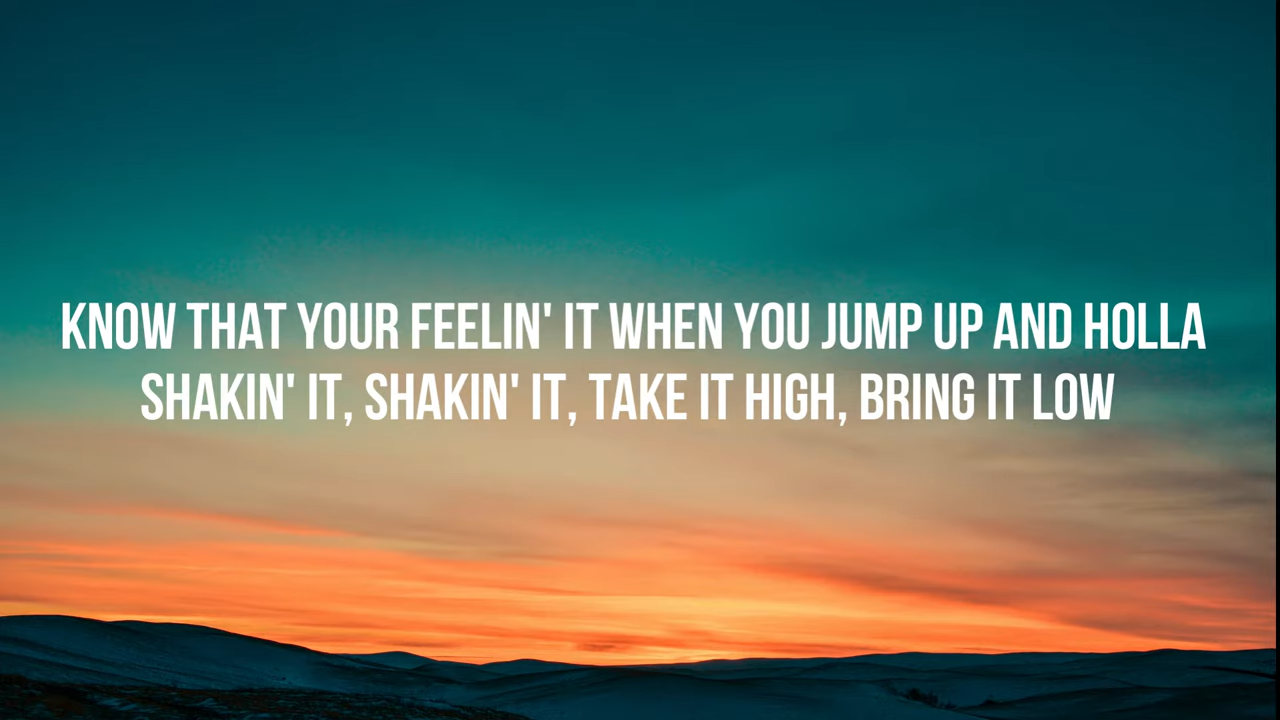 KNOW THAT YOUR FEELIN' IT WHEN YOU JUMP UP AND HOLLA
SHAKIN' IT, SHAKIN' IT, TAKE IT HIGH, BRING IT LOW